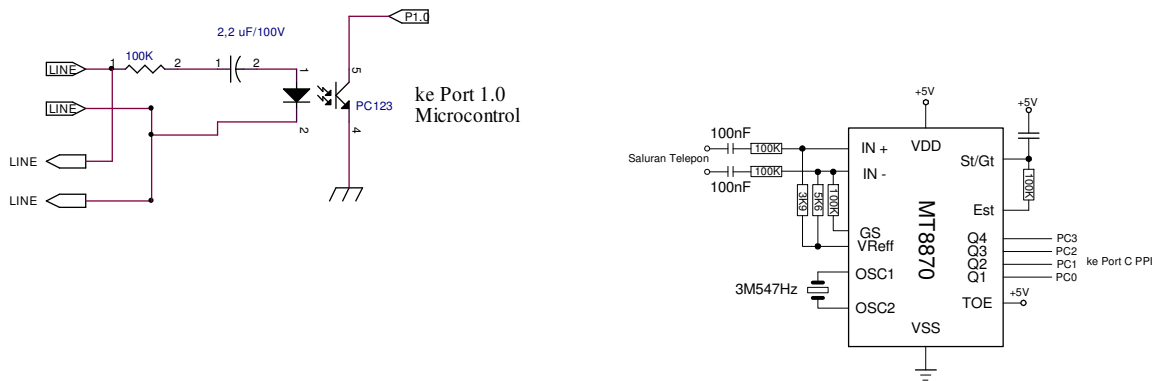 P1.0
2,2 uF/100V
100K
1 2 1 2
1
5
LINE
LINE
PC123
2
4
LINE
LINE
ke Port 1.0
Microcontrol
+5V
+5V
100nF
100K
Saluran Telepon
100K
100nF
3K9
5K6
100K
IN +
IN -
GS
VReff
OSC1
OSC2
VDD
MT8870
VSS
St/Gt
100K
Est
Q4 PC3
Q3 PC2
Q2 PC1
Q1 PC0
ke Port C PPI
TOE
+5V
3M547Hz